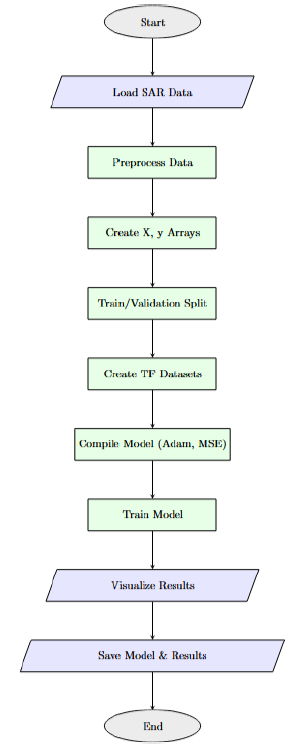 Start
Load SAR Data
Preprocess Data
Create X, y Arrays
Train/Validation Split
Create TF Datasets
Compile Model (Adam, MSE)
Train Model
Visualize Results
Save Model & Results
End